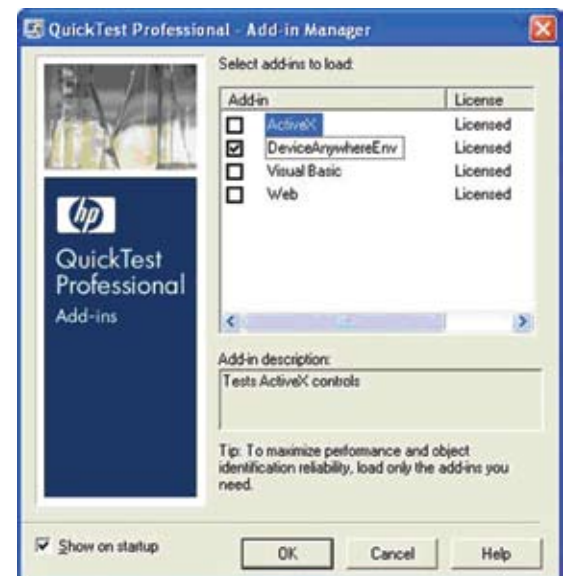 QuickTest Professional - Add-in Manager
Select add-ins to load:
Add-in License
ActiveX Licensed
DeviceAnywhereEnv Licensed
Visual Basic Licensed
Web Licensed
hp
QuickTest
Professional
Add-ins
Add-in description:
Tests ActiveX controls
Tip: To maximize performance and object
identification reliability, load only the add-ins you
need.
Show on startup
OK Cancel Help